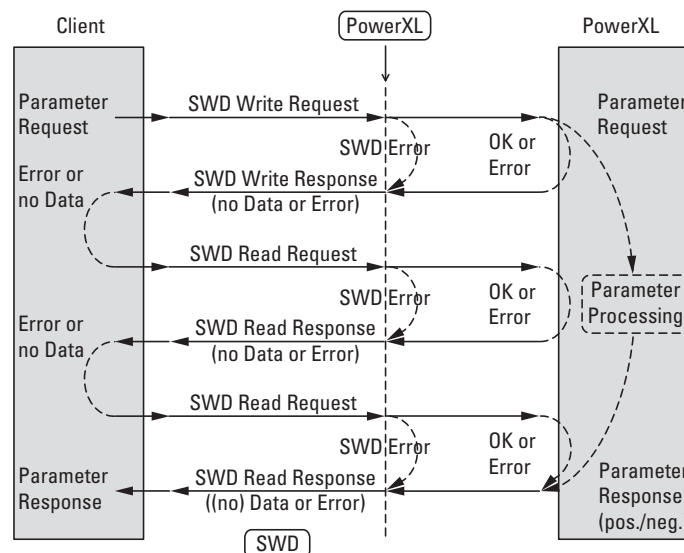 Client
PowerXL
PowerXL
Parameter
Request
SWD Write Request
Parameter
Request
SWD Error
OK or
Error
Error or
no Data
SWD Write Response
(no Data or Error)
SWD Read Request
SWD Error
OK or
Error
Parameter
Processing
Error or
no Data
SWD Read Response
(no Data or Error)
SWD Read Request
SWD Error
OK or
Error
Parameter
Response
SWD Read Response
((no) Data or Error)
Parameter
Response
(pos./neg.
SWD